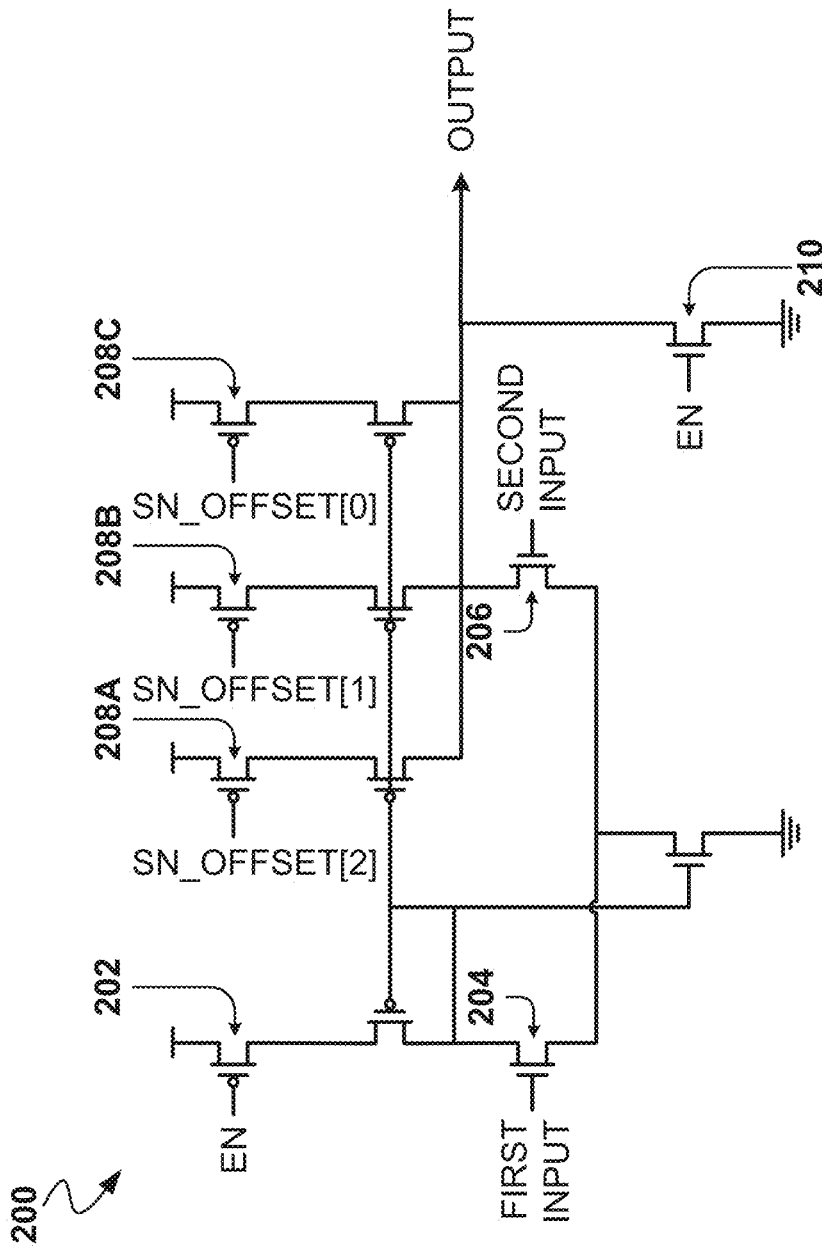 200
202
208A
208B
208C
EN
SN_OFFSET[2]
SN_OFFSET[1]
SN_OFFSET[0]
OUTPUT
FIRST
INPUT
204
206
SECOND
INPUT
EN
210